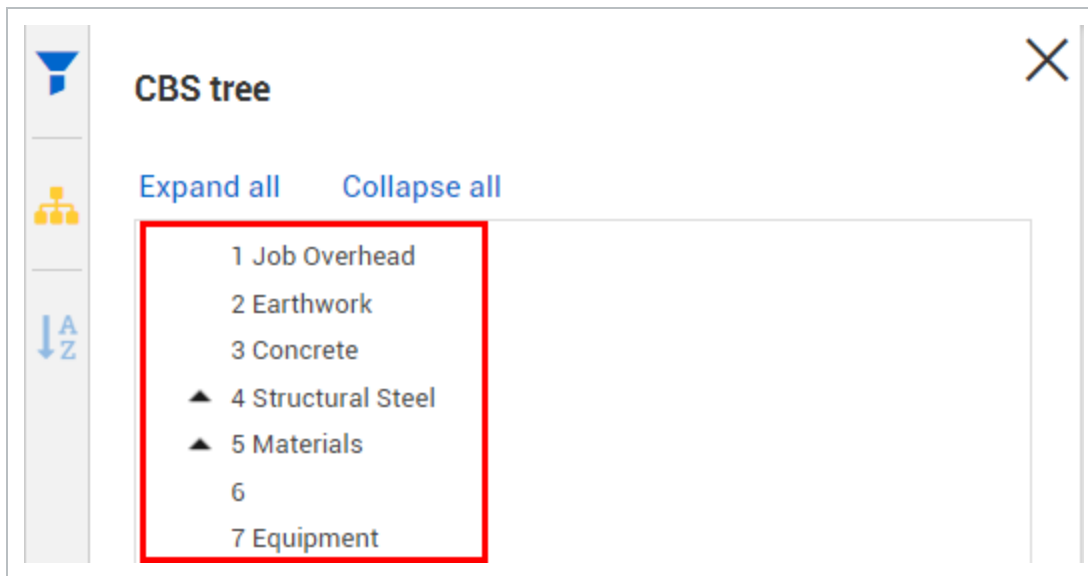 CBS tree
Expand all Collapse all
1 Job Overhead
2 Earthwork
3 Concrete
4 Structural Steel
5 Materials
6
7 Equipment
A
Z